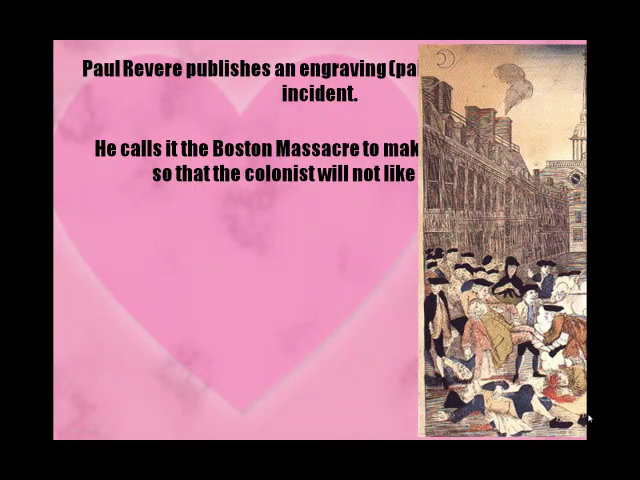 Paul Revere publishes an engraving (pai
incident.
He calls it the Boston Massacre to mak
so that the colonist will not like